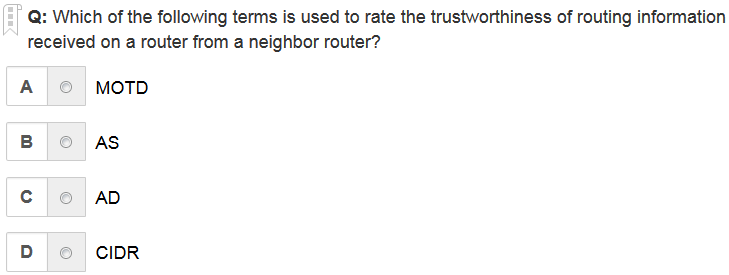 Q: Which of the following terms is used to rate the trustworthiness of routing information
received on a router from a neighbor router?
A MOTD
B AS
C AD
D CIDR